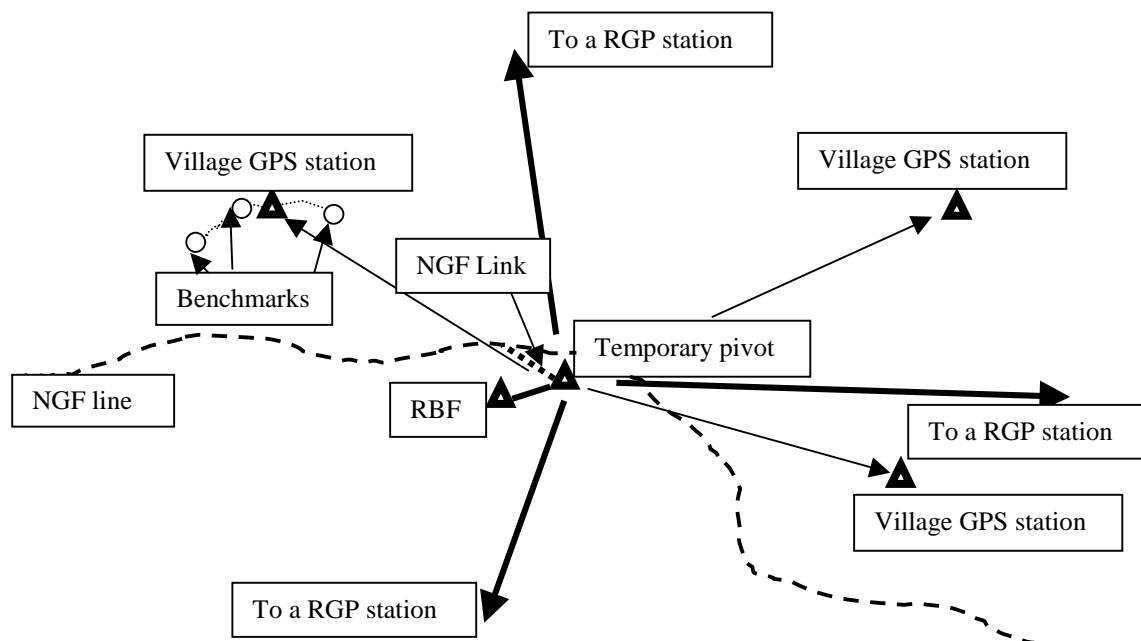 To a RGP station
Village GPS station
Village GPS station
NGF Link
Benchmarks
Temporary pivot
NGF line
RBF
To a RGP station
Village GPS station
To a RGP station